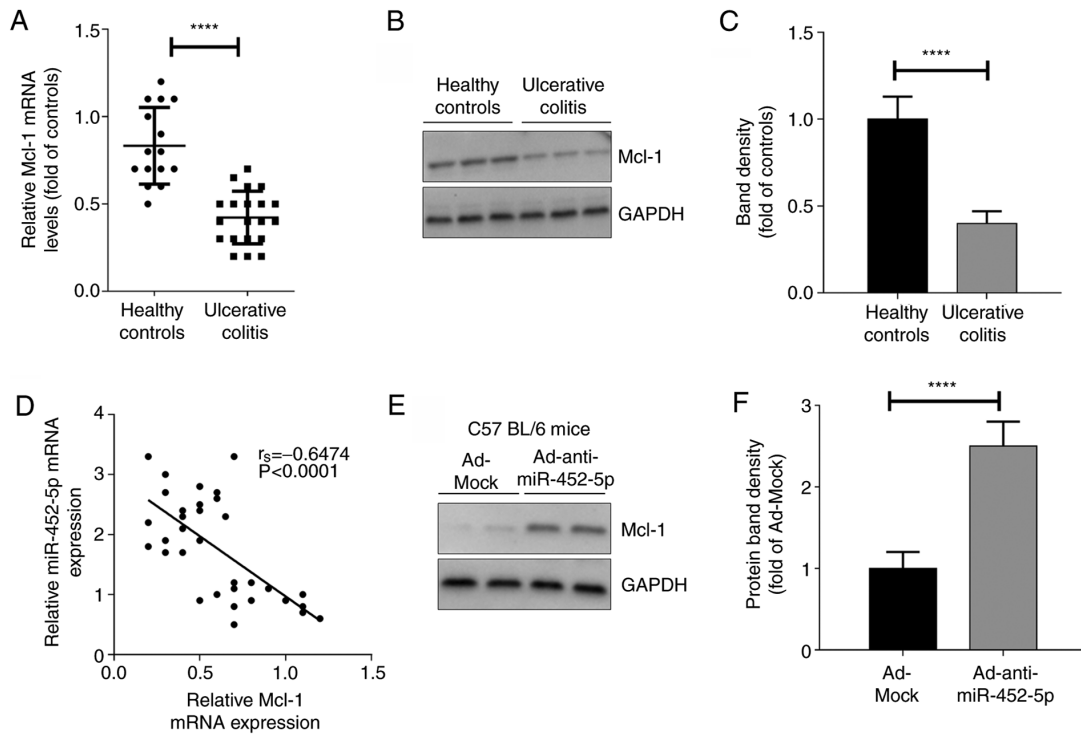 A
Relative Mcl-1 mRNA
levels (fold of controls)
1.5
1.0
0.5
0.0
****
Healthy
controls
Ulcerative
colitis
B
Healthy
controls
Ulcerative
colitis
Mcl-1
GAPDH
C
Band density
(fold of controls)
1.5
1.0
0.5
0.0
****
Healthy
controls
Ulcerative
colitis
D
Relative miR-452-5p mRNA
expression
4
3
2
1
0
rs=−0.6474
P<0.0001
0.0
0.5
1.0
1.5
Relative Mcl-1
mRNA expression
E
C57 BL/6 mice
Ad-
Mock
Ad-anti-
miR-452-5p
Mcl-1
GAPDH
F
Protein band density
(fold of Ad-Mock)
3
2
1
0
****
Ad-
Mock
Ad-anti-
miR-452-5p